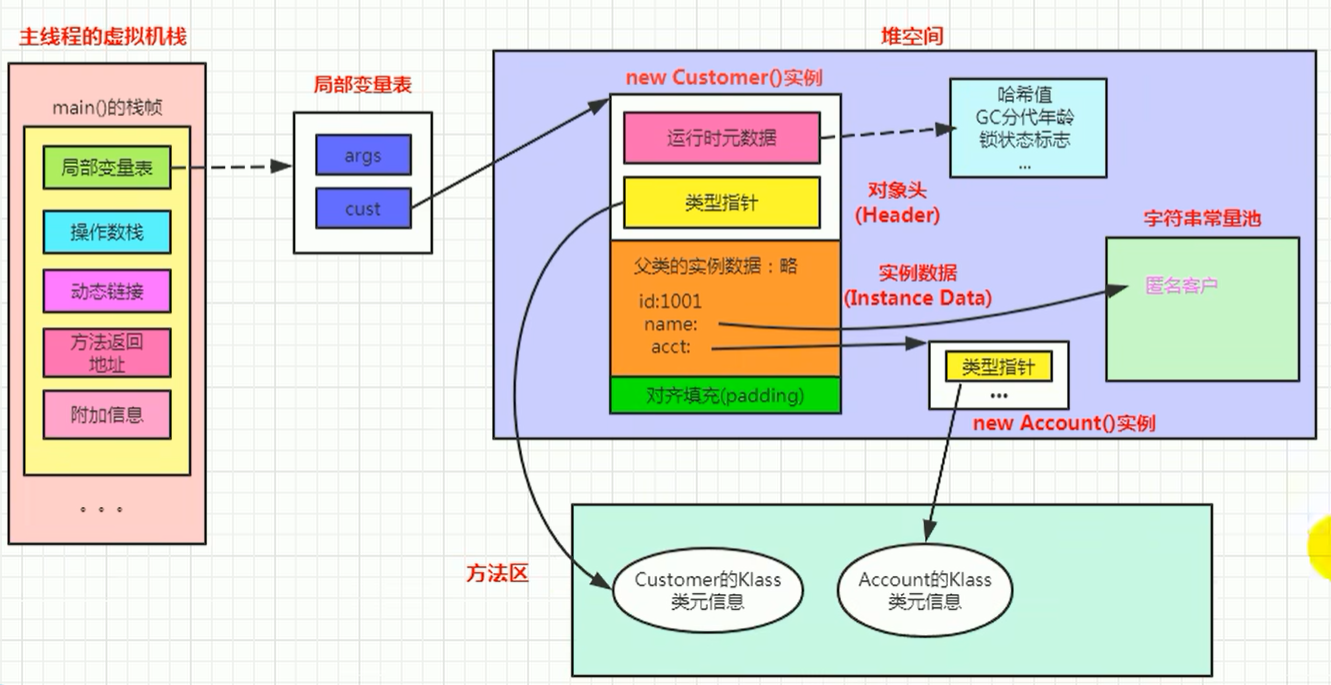 主线程的虚拟机栈
main()的栈帧
局部变量表
操作数栈
动态链接
方法返回
地址
附加信息
。。。
局部变量表
args
cust
堆空间
new Customer()实例
运行时元数据
类型指针
哈希值
GC分代年龄
锁状态标志
...
对象头
(Header)
父类的实例数据：略
id:1001
name:
acct:
对齐填充(padding)
实例数据
(Instance Data)
字符串常量池
匿名客户
类型指针
...
new Account()实例
方法区
Customer的Klass
类元信息
Account的Klass
类元信息